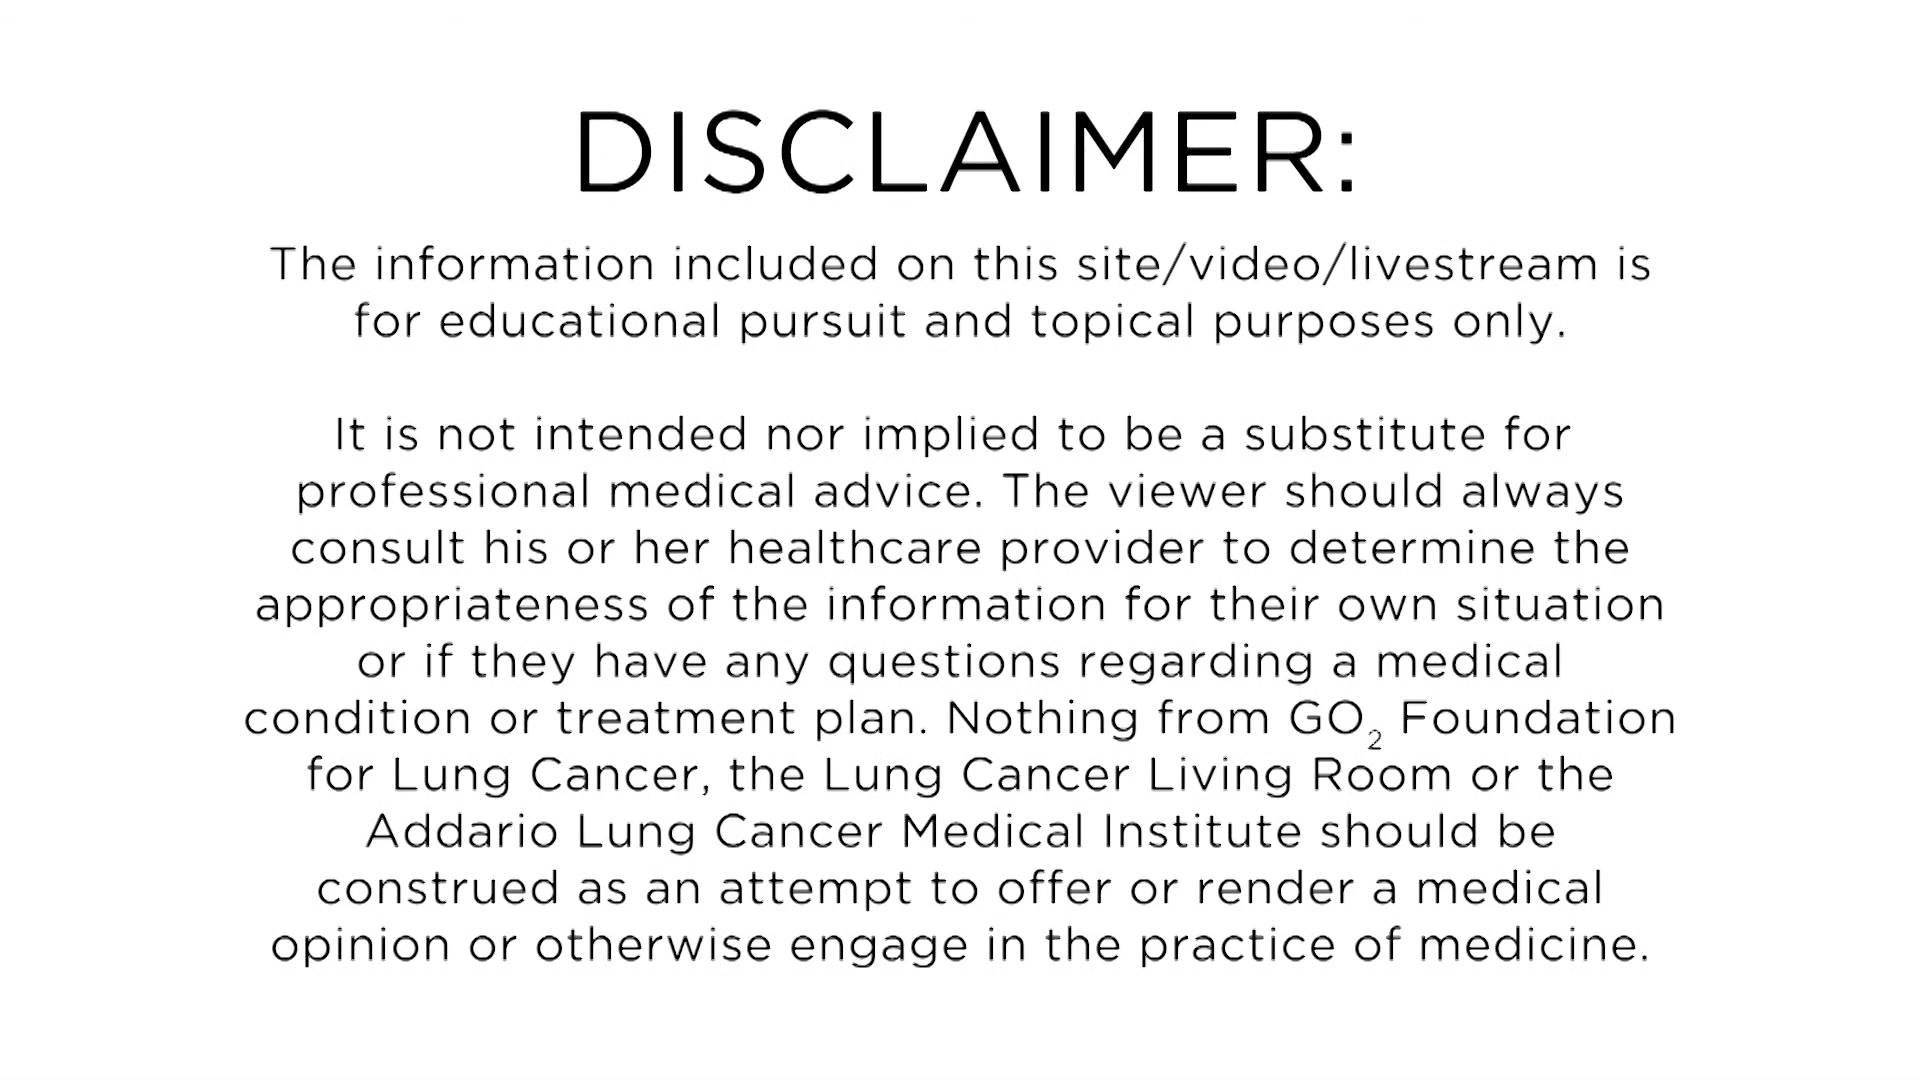 DISCLAIMER:
The information included on this site/video/livestream is
for educational pursuit and topical purposes only.
It is not intended nor implied to be a substitute for
professional medical advice. The viewer should always
consult his or her healthcare provider to determine the
appropriateness of the information for their own situation
or if they have any questions regarding a medical
condition or treatment plan. Nothing from GO₂ Foundation
for Lung Cancer, the Lung Cancer Living Room or the
Addario Lung Cancer Medical Institute should be
construed as an attempt to offer or render a medical
opinion or otherwise engage in the practice of medicine.